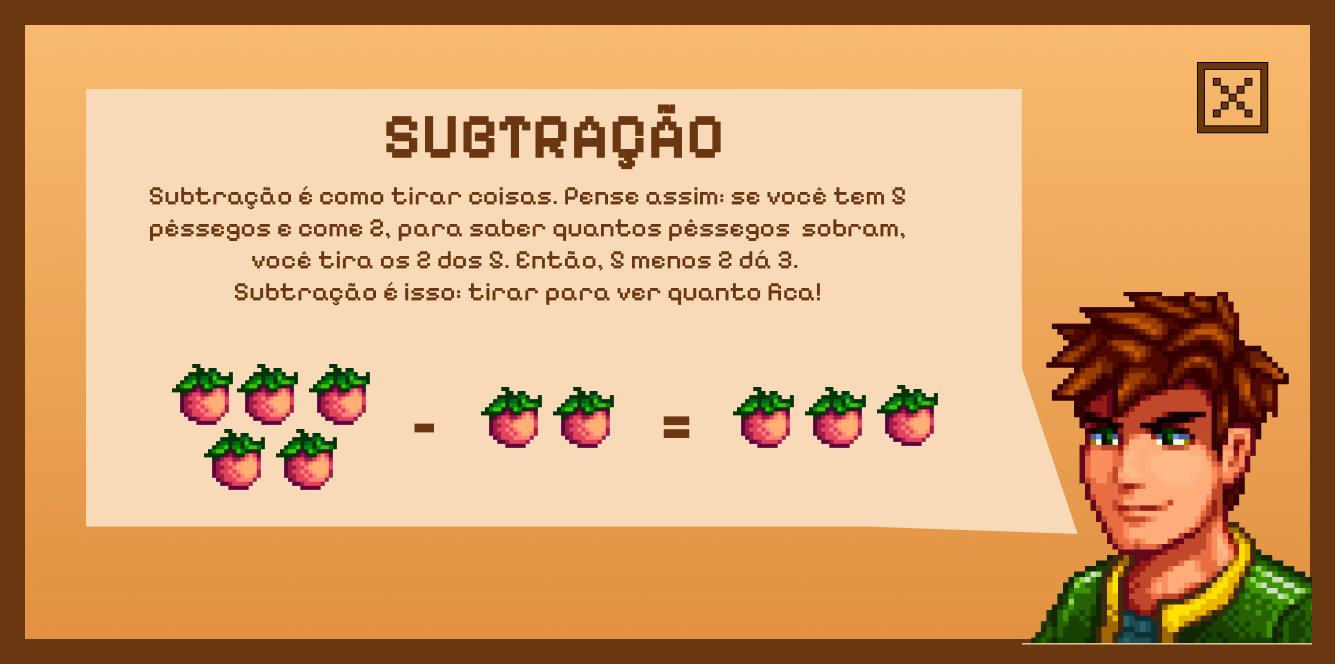 SUBTRAÇÃO
Subtração é como tirar coisas. Pense assim: se você tem 5
pêssegos e come 2, para saber quantos pêssegos sobram,
você tira os 2 dos 5. Então, 5 menos 2 dá 3.
Subtração é isso: tirar para ver quanto fica!
- =